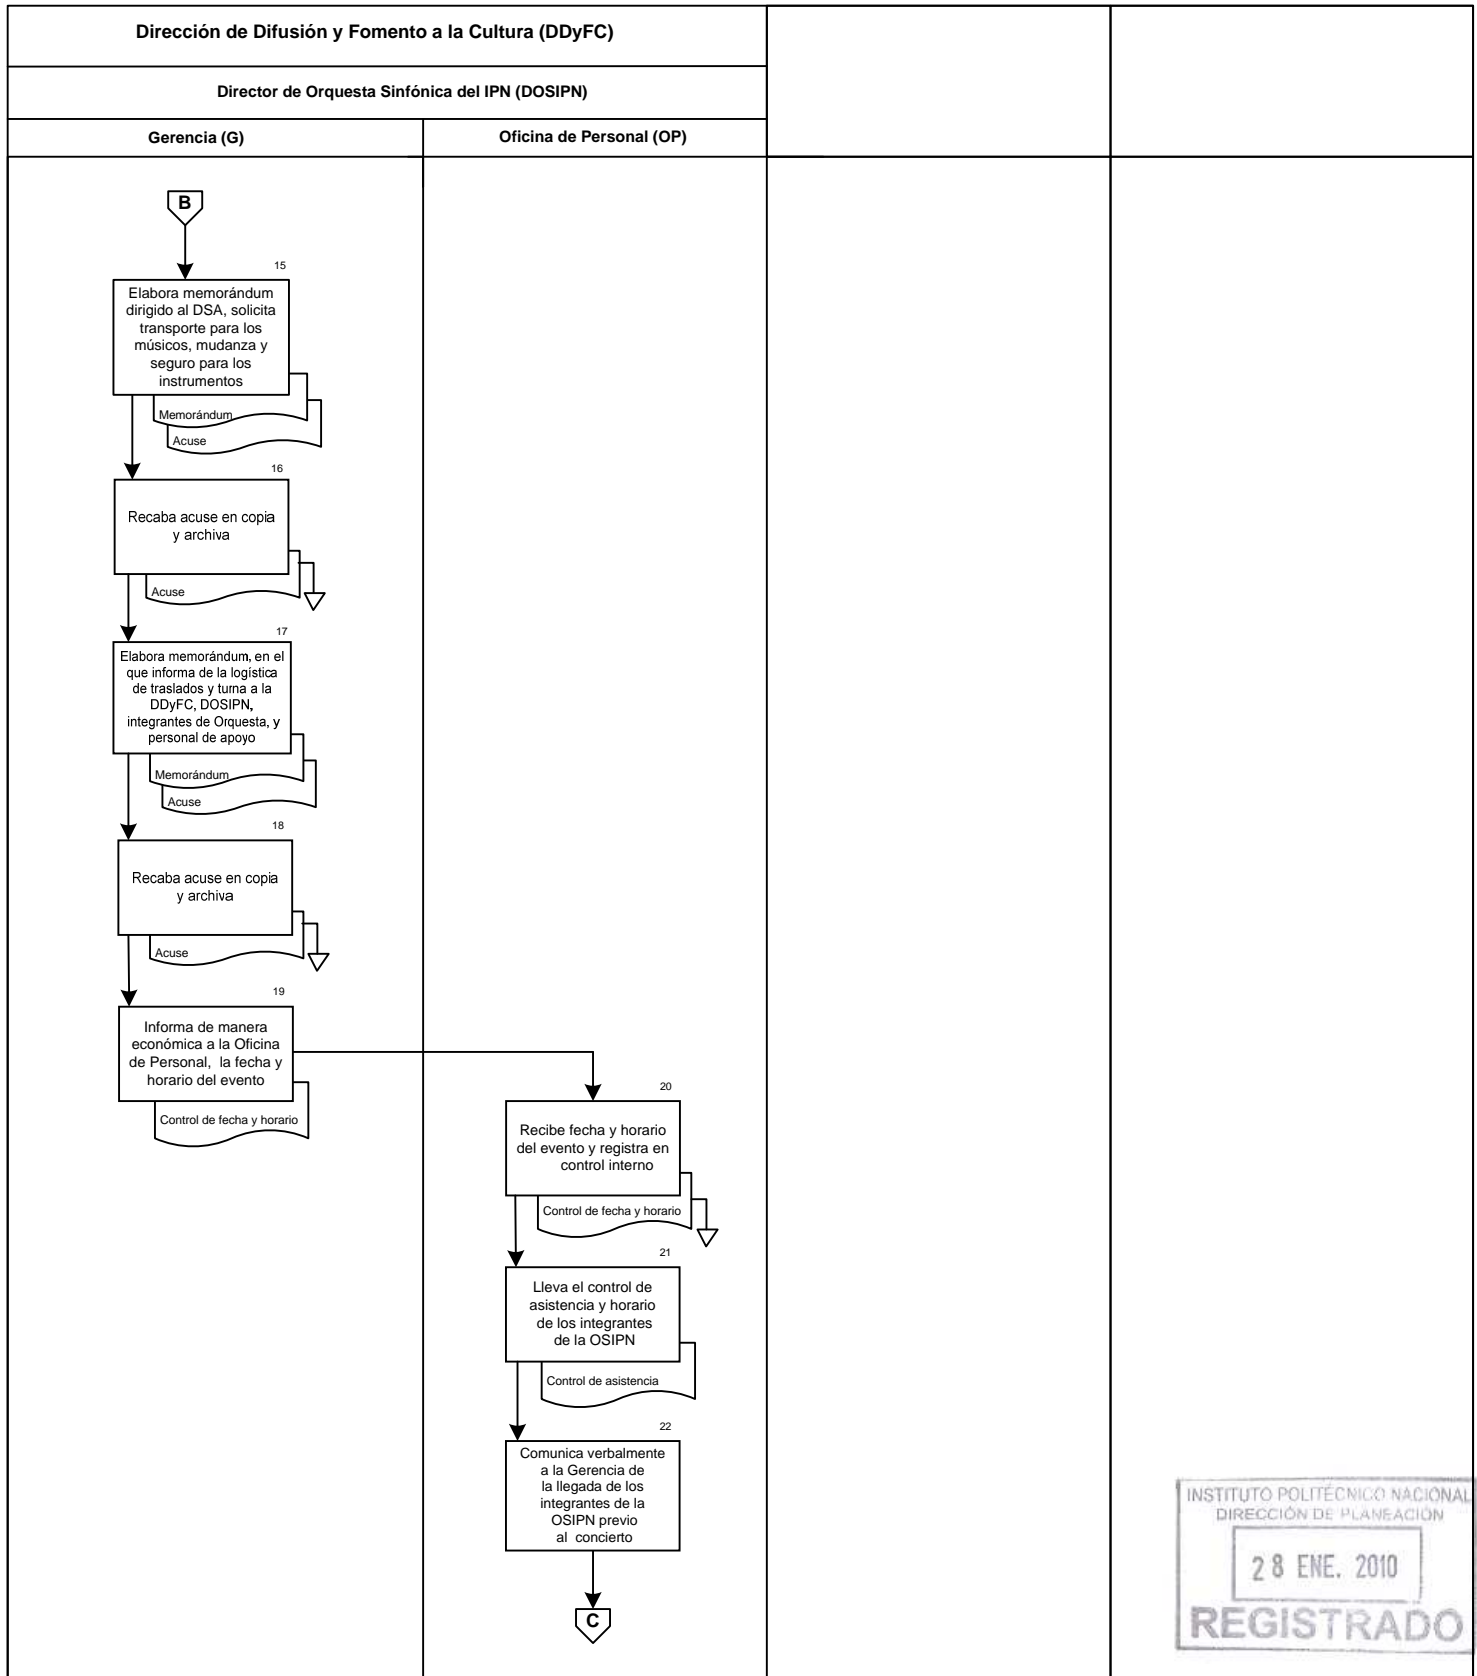 Dirección de Difusión y Fomento a la Cultura (DDyFC)
Director de Orquesta Sinfónica del IPN (DOSIPN)
Gerencia (G)
Oficina de Personal (OP)
B
15
Elabora memorándum
dirigido al DSA, solicita
transporte para los
músicos, mudanza y
seguro para los
instrumentos
Memorándum
Acuse
16
Recaba acuse en copia
y archiva
Acuse
17
Elabora memorándum, en el
que informa de la logística
de traslados y turna a la
DDyFC, DOSIPN,
integrantes de Orquesta, y
personal de apoyo
Memorándum
Acuse
18
Recaba acuse en copia
y archiva
Acuse
19
Informa de manera
económica a la Oficina
de Personal, la fecha y
horario del evento
Control de fecha y horario
20
Recibe fecha y horario
del evento y registra en
control interno
Control de fecha y horario
21
Lleva el control de
asistencia y horario
de los integrantes
de la OSIPN
Control de asistencia
22
Comunica verbalmente
a la Gerencia de
la llegada de los
integrantes de la
OSIPN previo
al concierto
C
INSTITUTO POLITÉCNICO NACIONAL
DIRECCIÓN DE PLANEACIÓN
28 ENE. 2010
REGISTRADO